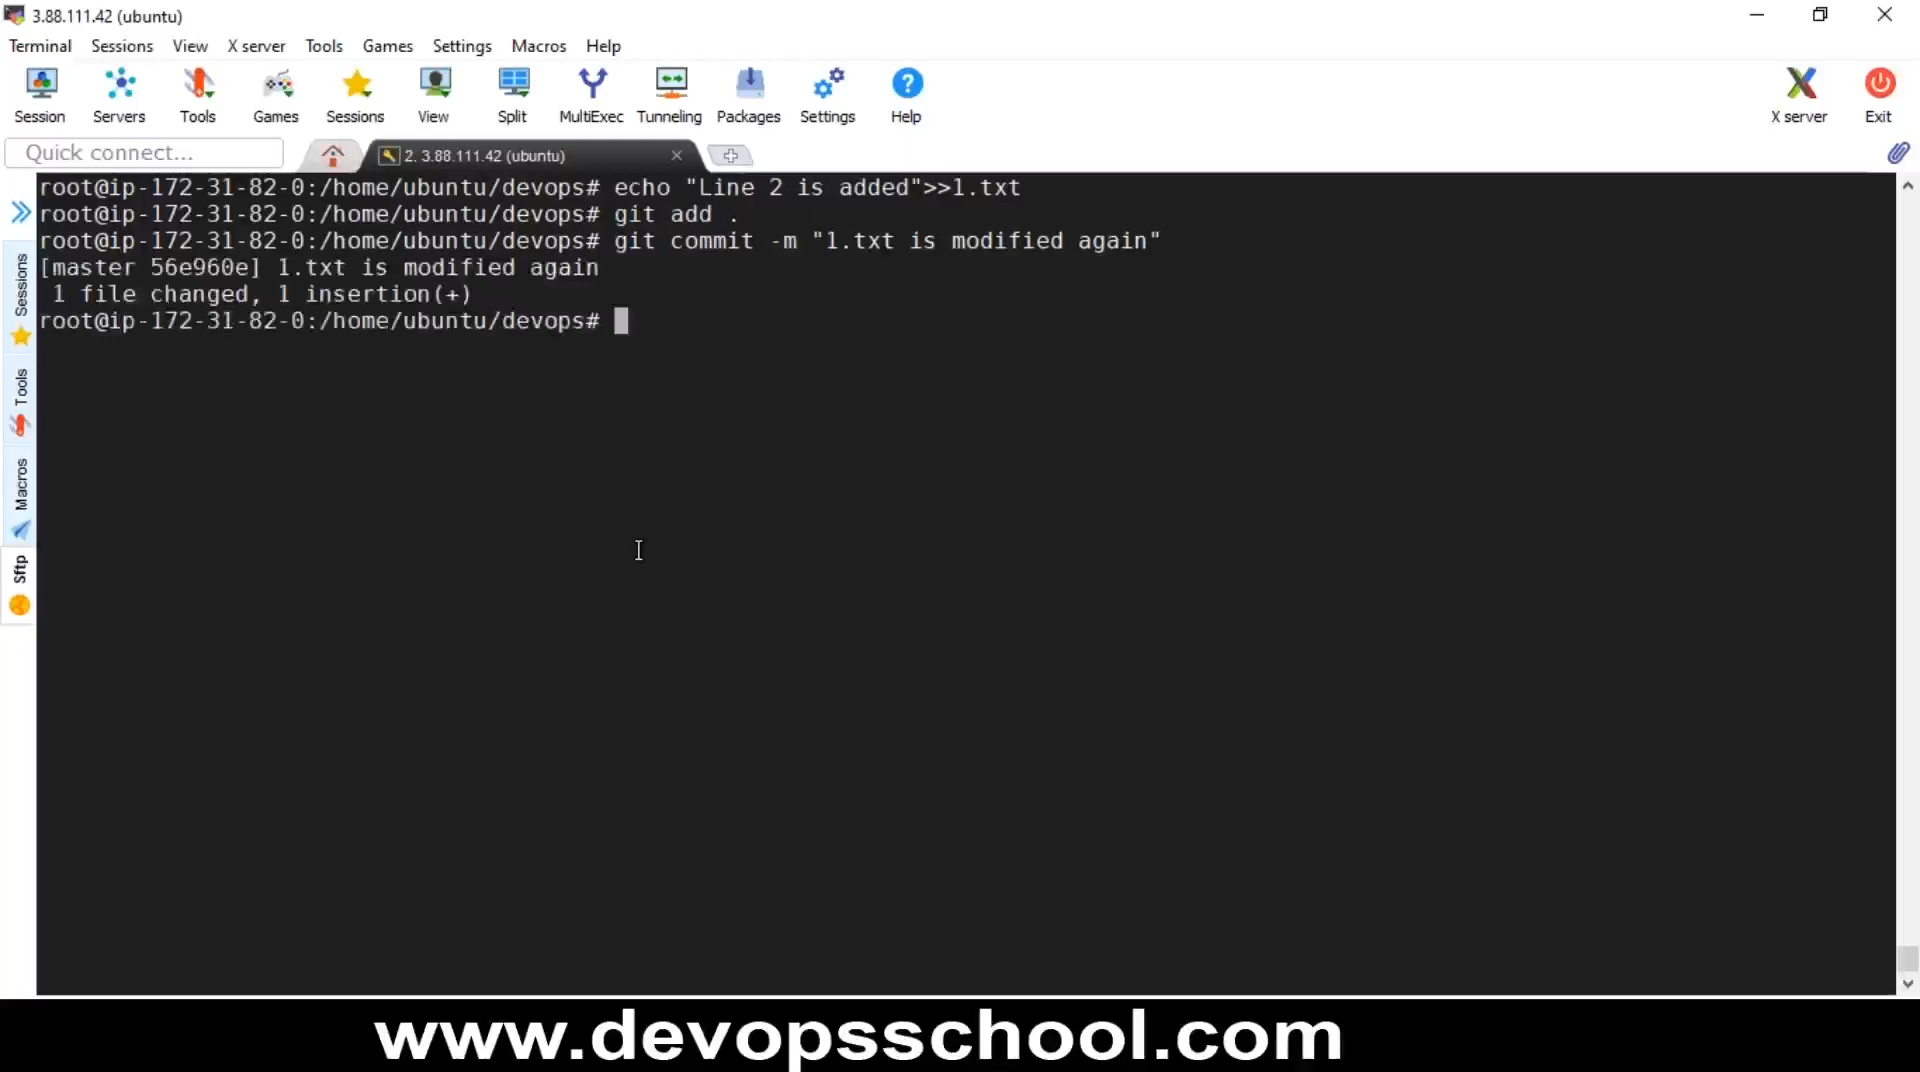 3.88.111.42 (ubuntu)
Terminal Sessions View X server Tools Games Settings Macros Help
Session Servers Tools Games Sessions View Split MultiExec Tunneling Packages Settings Help X server Exit
Quick connect... 2. 3.88.111.42 (ubuntu)
root@ip-172-31-82-0:/home/ubuntu/devops# echo "Line 2 is added">>1.txt
root@ip-172-31-82-0:/home/ubuntu/devops# git add .
root@ip-172-31-82-0:/home/ubuntu/devops# git commit -m "1.txt is modified again"
[master 56e960e] 1.txt is modified again
1 file changed, 1 insertion(+)
root@ip-172-31-82-0:/home/ubuntu/devops#
Sessions
Tools
Macros
Sftp
www.devopsschool.com